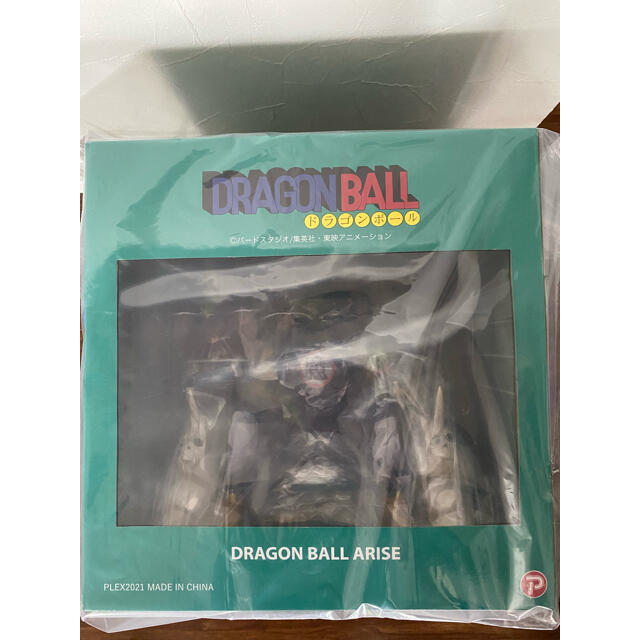 DRAGON BALL
ドラゴンボール
©バードスタジオ/集英社・東映アニメーション
DRAGON BALL ARISE
PLEX2021 MADE IN CHINA
P